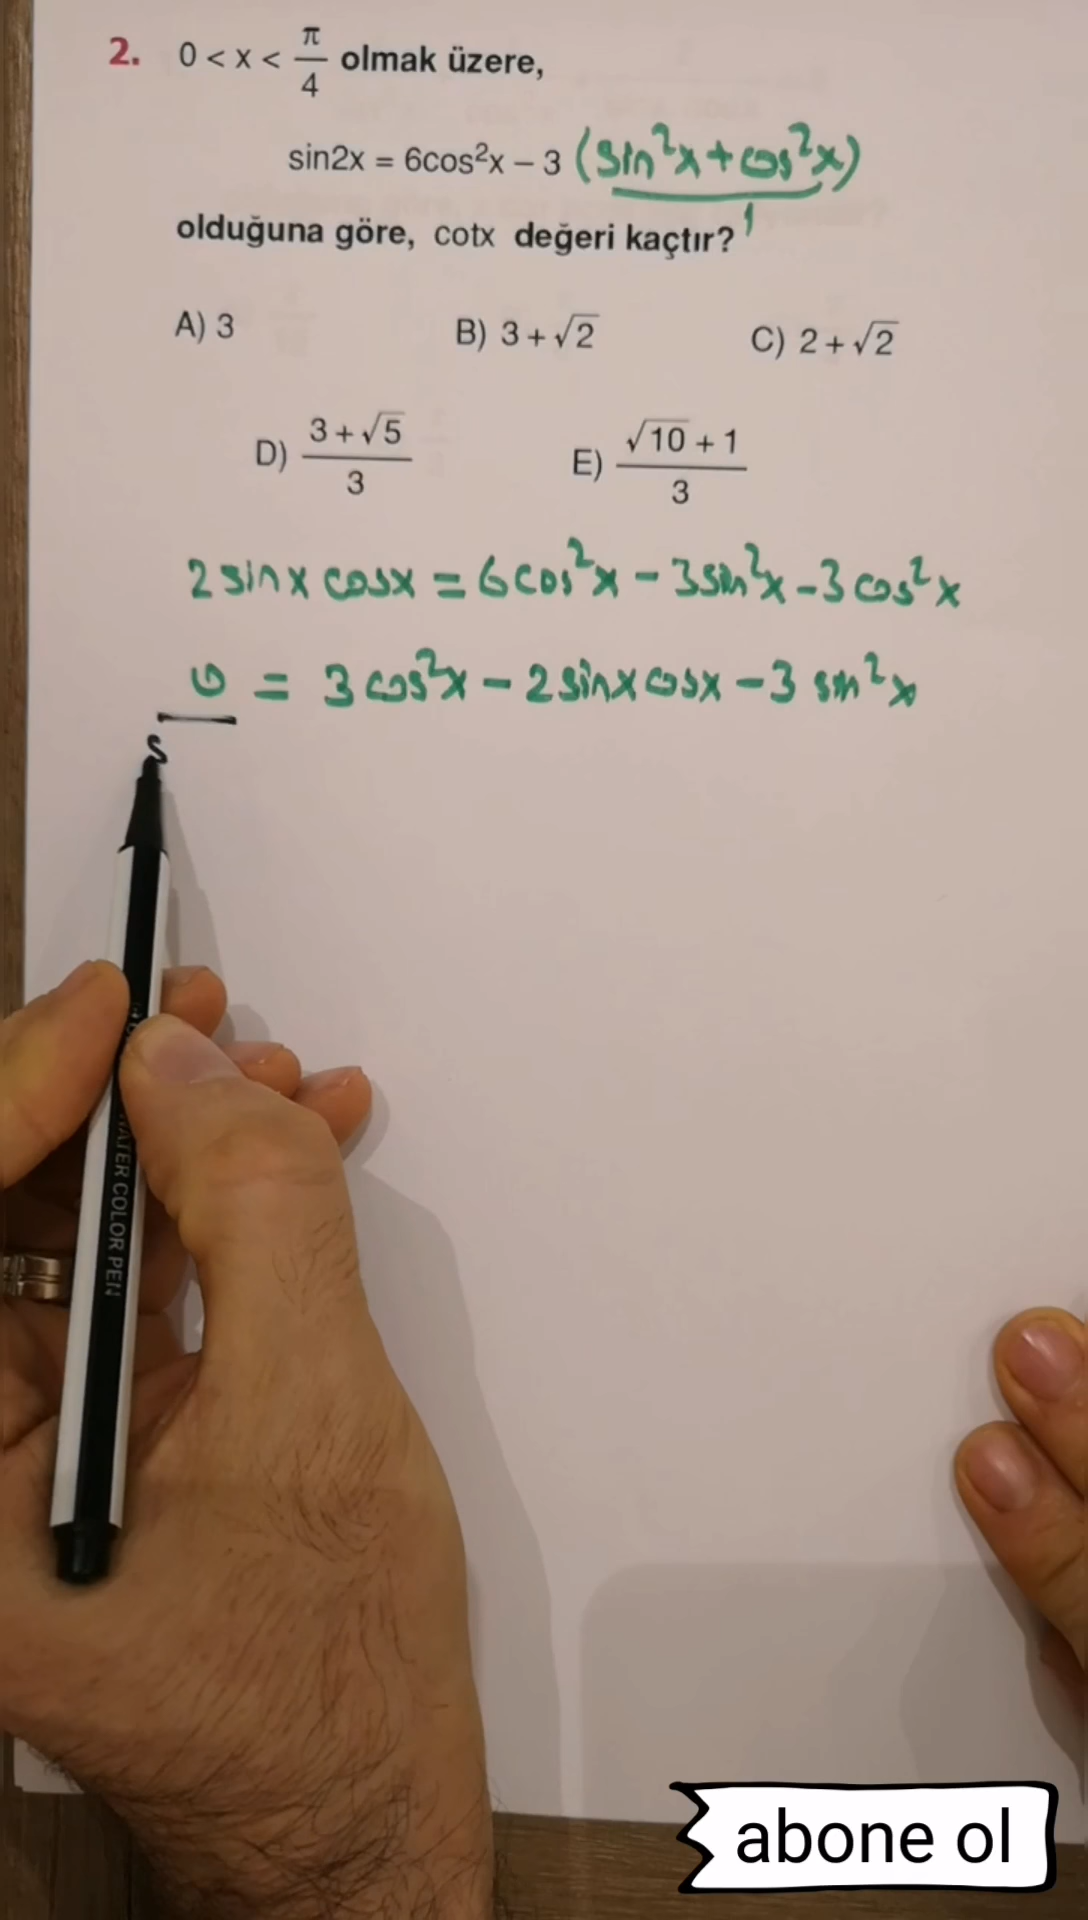 2. 0 < x < π/4 olmak üzere,
sin2x = 6cos²x – 3 (sin²x + cos²x)
1
olduğuna göre, cotx değeri kaçtır?
A) 3 B) 3 + √2 C) 2 + √2
D) (3 + √5)/3 E) (√10 + 1)/3
2 sinx cosx = 6cos²x - 3sin²x - 3cos²x
0 = 3cos²x - 2sinx cosx - 3 sin²x
s
WATER COLOR PEN
abone ol